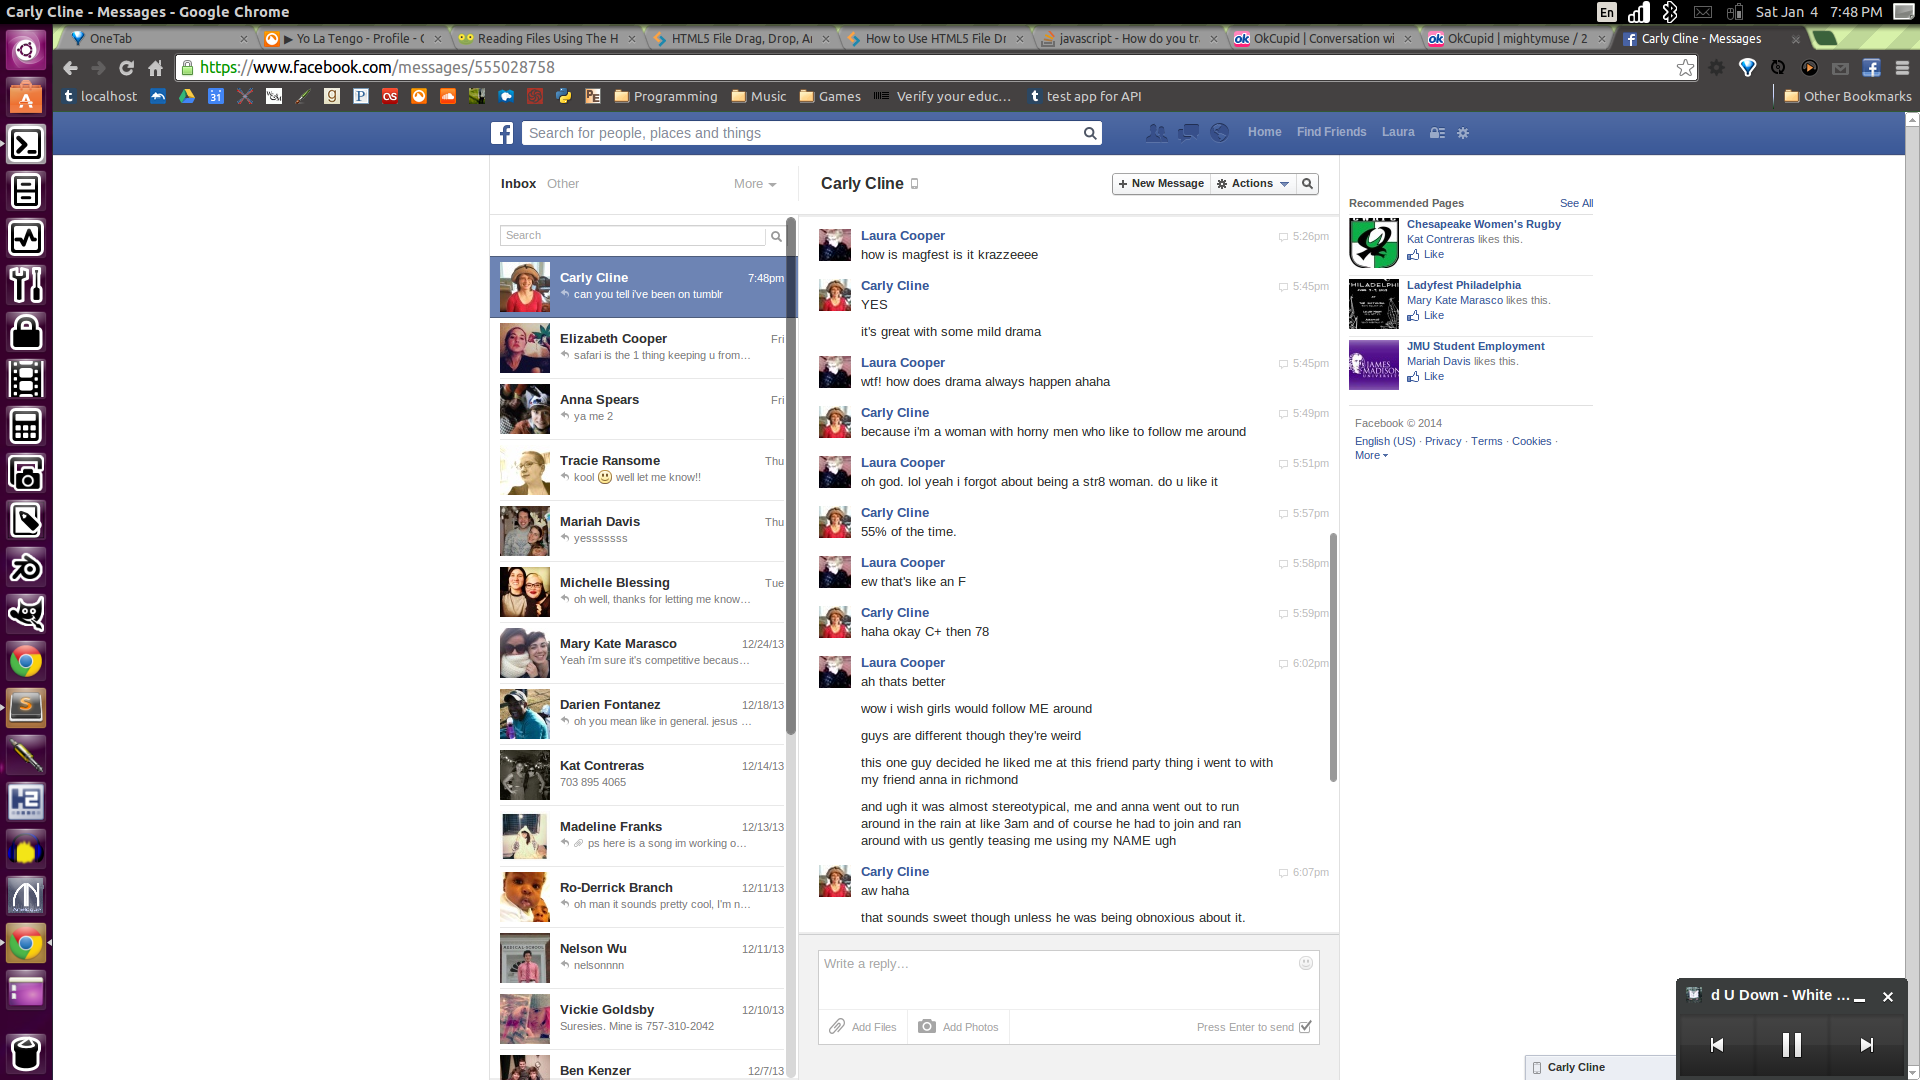 Carly Cline - Messages - Google Chrome
En
Sat Jan 4 7:48 PM
OneTab
▶ Yo La Tengo - Profile - G
Reading Files Using The H
HTML5 File Drag, Drop, Ar
How to Use HTML5 File Dr
javascript - How do you tr
OkCupid | Conversation wi
OkCupid | mightymuse / 2
Carly Cline - Messages
https://www.facebook.com/messages/555028758
localhost
Programming
Music
Games
Verify your educ...
test app for API
Other Bookmarks
Search for people, places and things
Home
Find Friends
Laura
Inbox
Other
More
Search
Carly Cline
7:48pm
can you tell i've been on tumblr
Elizabeth Cooper
Fri
safari is the 1 thing keeping u from...
Anna Spears
Fri
ya me 2
Tracie Ransome
Thu
kool well let me know!!
Mariah Davis
Thu
yesssssss
Michelle Blessing
Tue
oh well, thanks for letting me know...
Mary Kate Marasco
12/24/13
Yeah i'm sure it's competitive becaus...
Darien Fontanez
12/18/13
oh you mean like in general. jesus ...
Kat Contreras
12/14/13
703 895 4065
Madeline Franks
12/13/13
ps here is a song im working o...
Ro-Derrick Branch
12/11/13
oh man it sounds pretty cool, I'm n...
Nelson Wu
12/11/13
nelsonnnn
Vickie Goldsby
12/10/13
Suresies. Mine is 757-310-2042
Ben Kenzer
12/7/13
Carly Cline
+ New Message
Actions
Laura Cooper
5:26pm
how is magfest is it krazzeeee
Carly Cline
5:45pm
YES
it's great with some mild drama
Laura Cooper
5:45pm
wtf! how does drama always happen ahaha
Carly Cline
5:49pm
because i'm a woman with horny men who like to follow me around
Laura Cooper
5:51pm
oh god. lol yeah i forgot about being a str8 woman. do u like it
Carly Cline
5:57pm
55% of the time.
Laura Cooper
5:58pm
ew that's like an F
Carly Cline
5:59pm
haha okay C+ then 78
Laura Cooper
6:02pm
ah thats better
wow i wish girls would follow ME around
guys are different though they're weird
this one guy decided he liked me at this friend party thing i went to with
my friend anna in richmond
and ugh it was almost stereotypical, me and anna went out to run
around in the rain at like 3am and of course he had to join and ran
around with us gently teasing me using my NAME ugh
Carly Cline
6:07pm
aw haha
that sounds sweet though unless he was being obnoxious about it.
Write a reply...
Add Files
Add Photos
Press Enter to send
Recommended Pages
See All
Chesapeake Women's Rugby
Kat Contreras likes this.
Like
Ladyfest Philadelphia
Mary Kate Marasco likes this.
Like
JMU Student Employment
Mariah Davis likes this.
Like
Facebook © 2014
English (US) · Privacy · Terms · Cookies ·
More
d U Down - White ...
Carly Cline